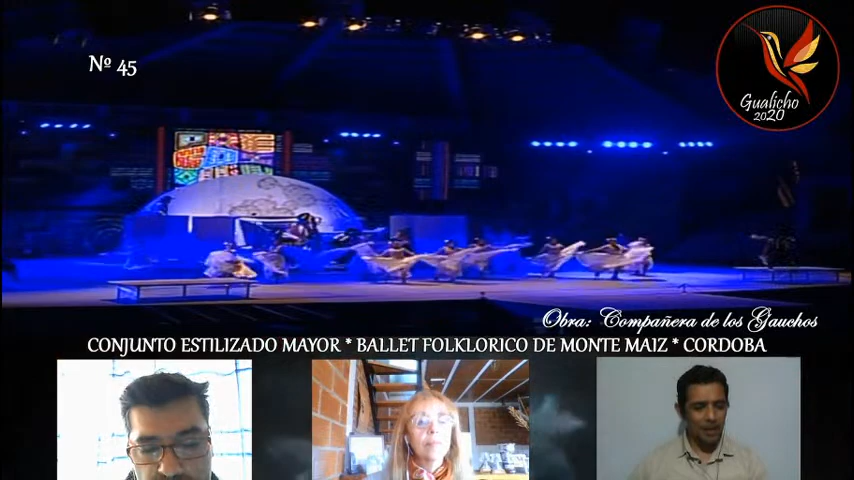 Nº 45
Gualicho
2020
Obra: Compañera de los Gauchos
CONJUNTO ESTILIZADO MAYOR * BALLET FOLKLORICO DE MONTE MAIZ * CORDOBA